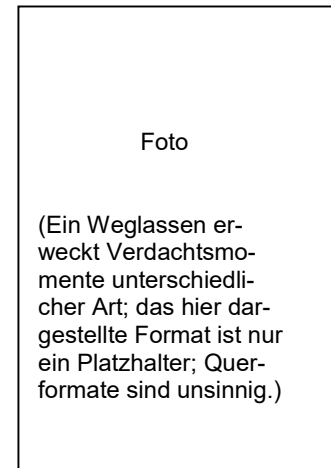 Foto
(Ein Weglassen er-
weckt Verdachtsmo-
mente unterschiedli-
cher Art; das hier dar-
gestellte Format ist nur
ein Platzhalter; Quer-
formate sind unsinnig.)